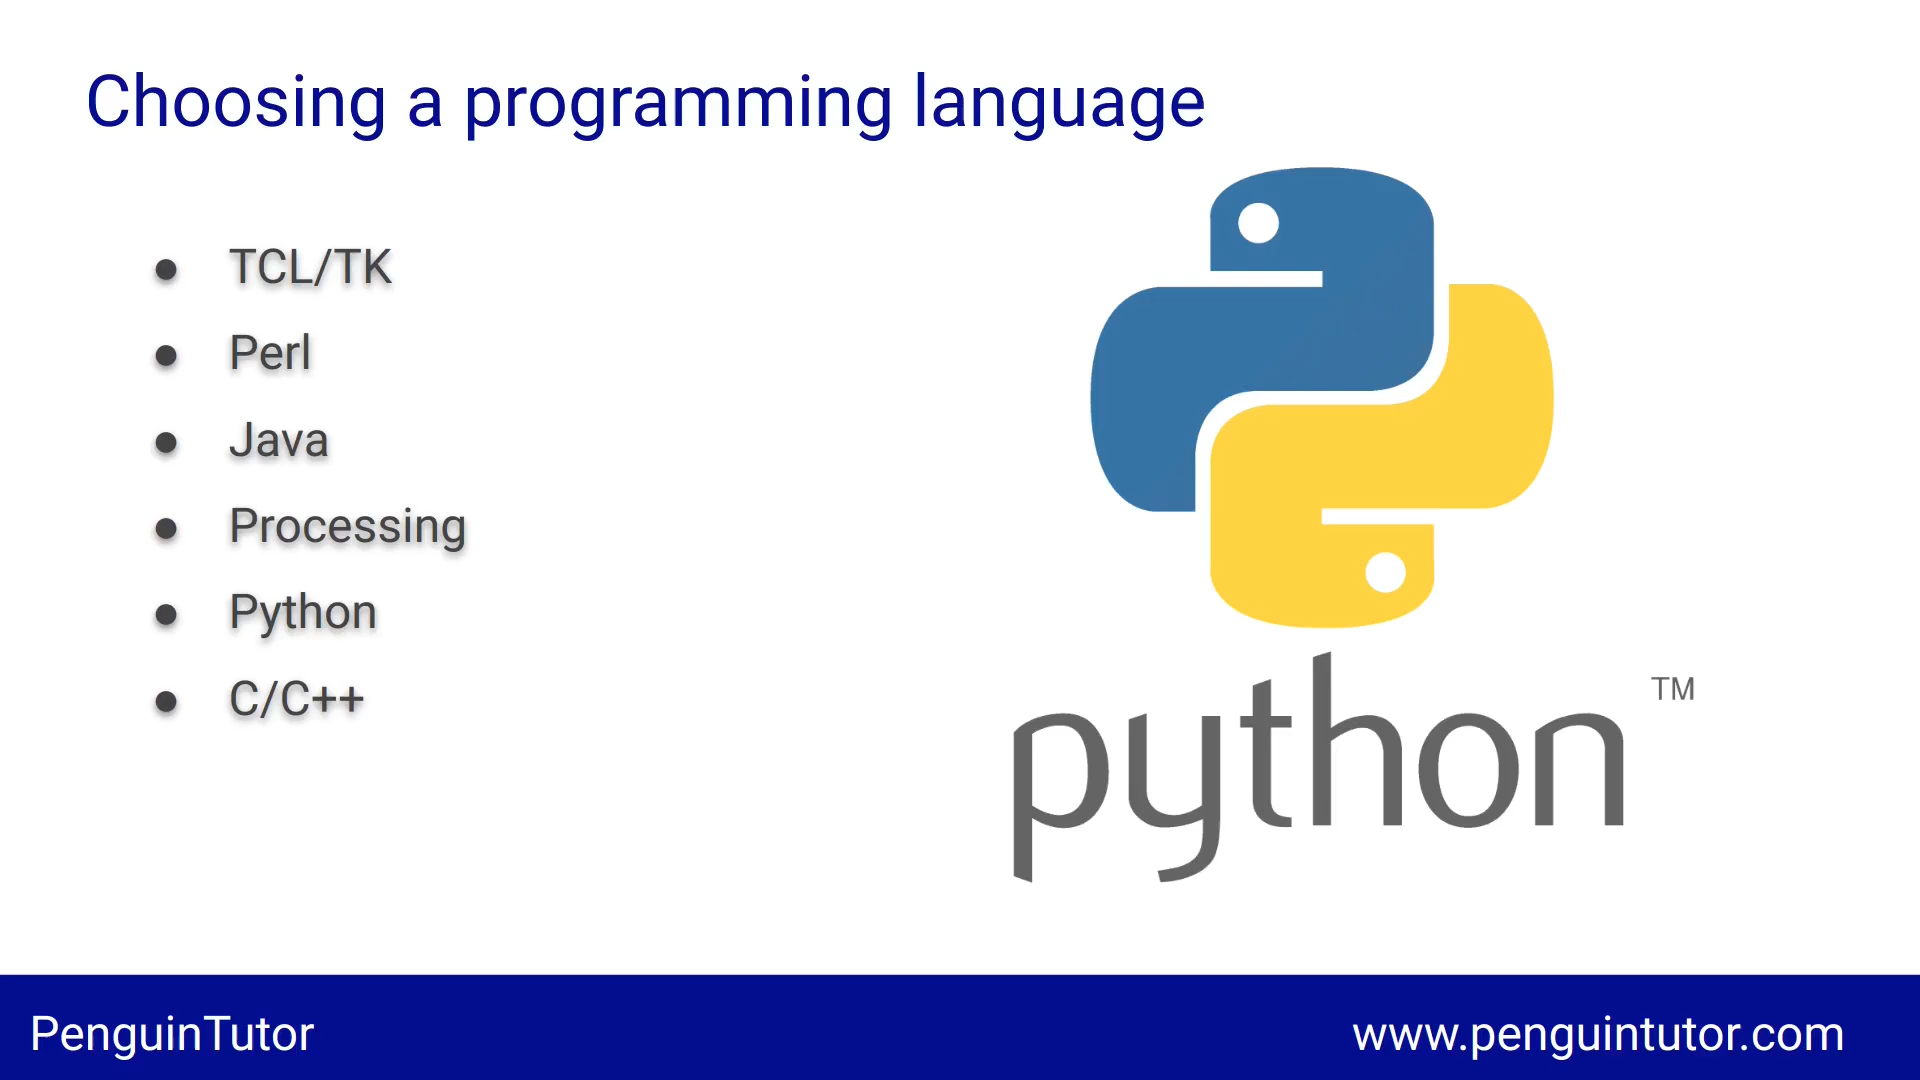 Choosing a programming language
● TCL/TK
● Perl
● Java
● Processing
● Python
● C/C++
python TM
PenguinTutor
www.penguintutor.com